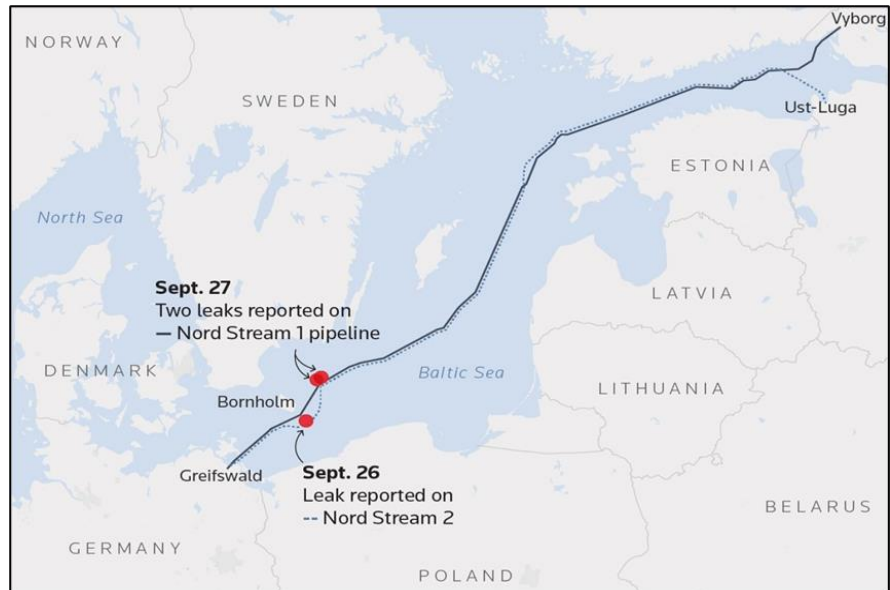 Vyborg
NORWAY
SWEDEN
Ust-Luga
ESTONIA
North Sea
Sept. 27
Two leaks reported on
— Nord Stream 1 pipeline
LATVIA
DENMARK
Baltic Sea
LITHUANIA
Bornholm
Greifswald
Sept. 26
Leak reported on
-- Nord Stream 2
BELARUS
GERMANY
POLAND